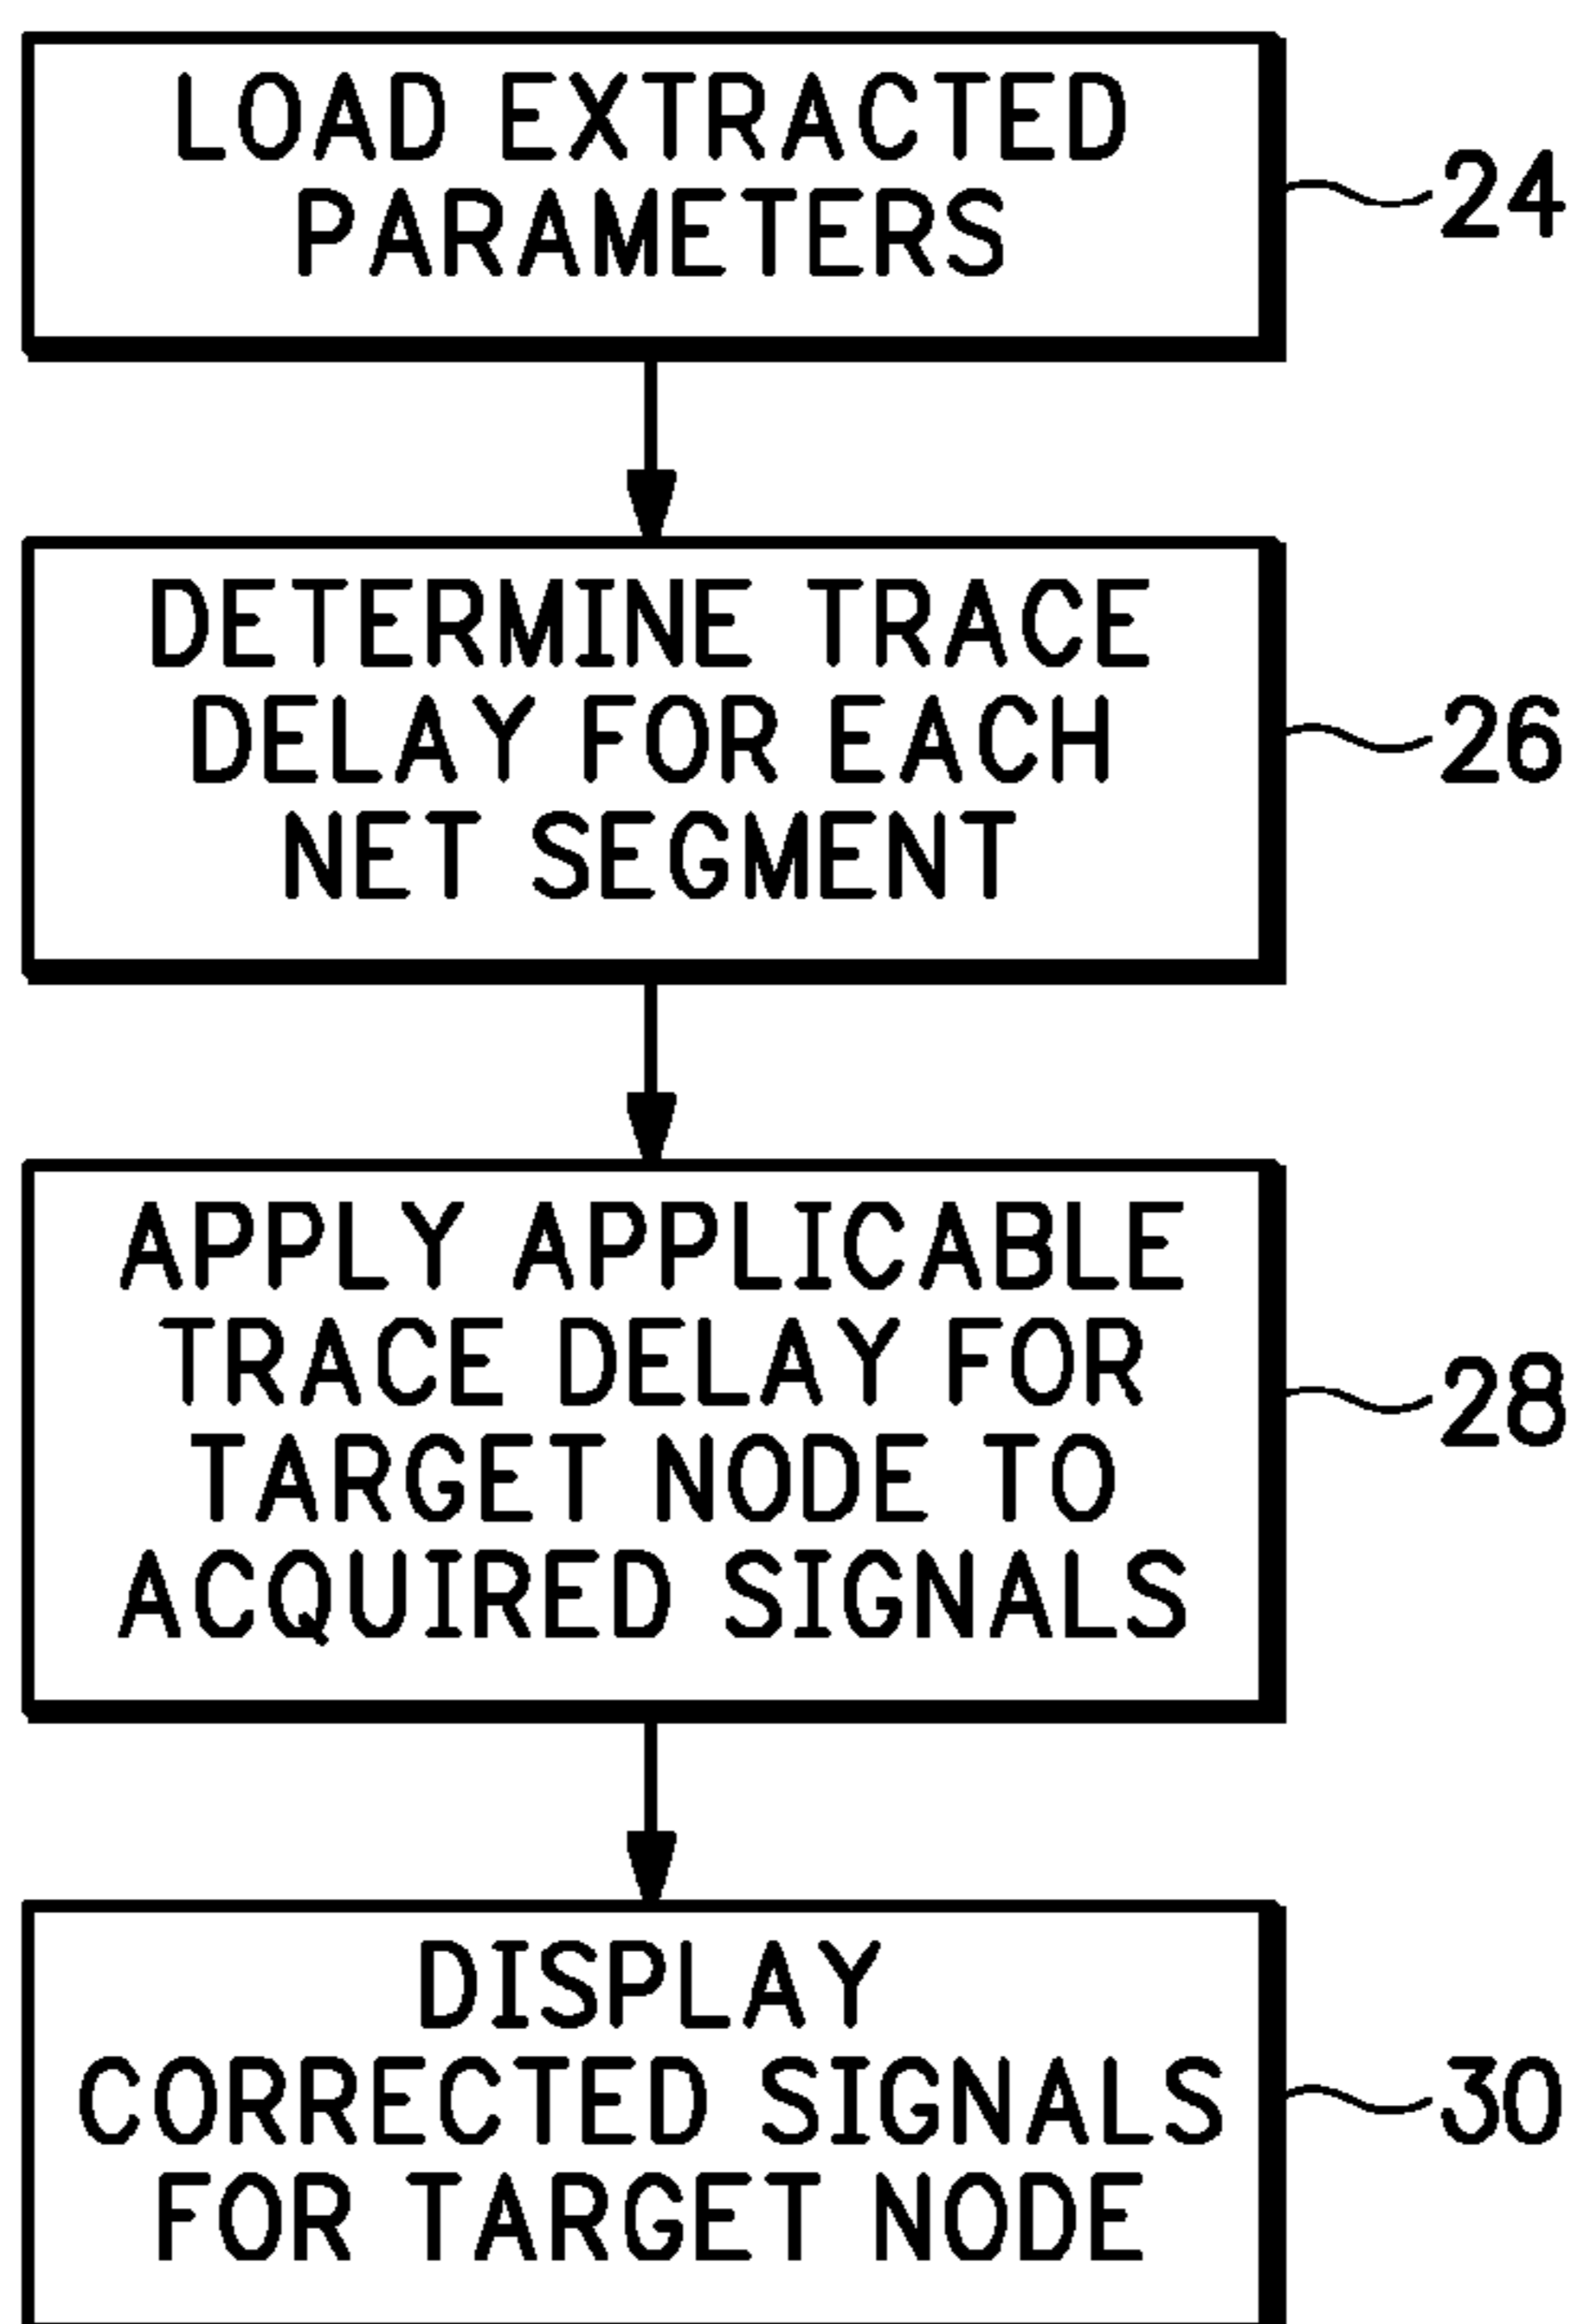 LOAD EXTRACTED
PARAMETERS
24
DETERMINE TRACE
DELAY FOR EACH
NET SEGMENT
26
APPLY APPLICABLE
TRACE DELAY FOR
TARGET NODE TO
ACQUIRED SIGNALS
28
DISPLAY
CORRECTED SIGNALS
FOR TARGET NODE
30